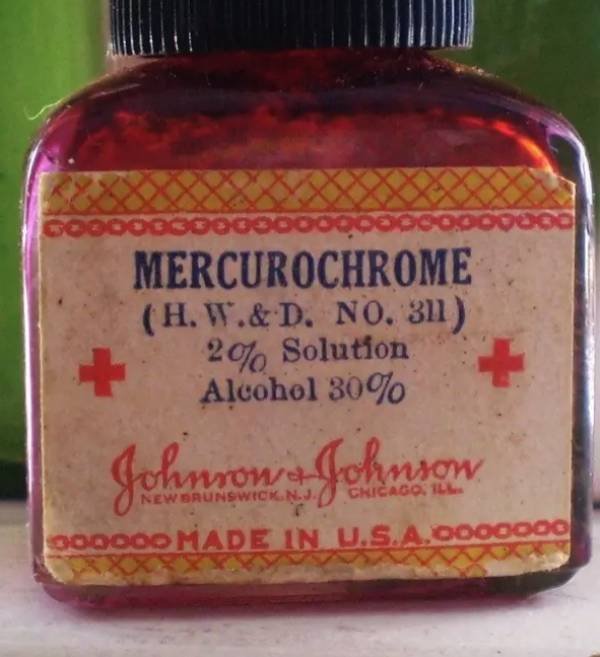 MERCUROCHROME
(H. W. & D. NO. 311)
2% Solution
Alcohol 30%
Johnson & Johnson
NEW BRUNSWICK, N.J. CHICAGO, ILL.
MADE IN U.S.A.